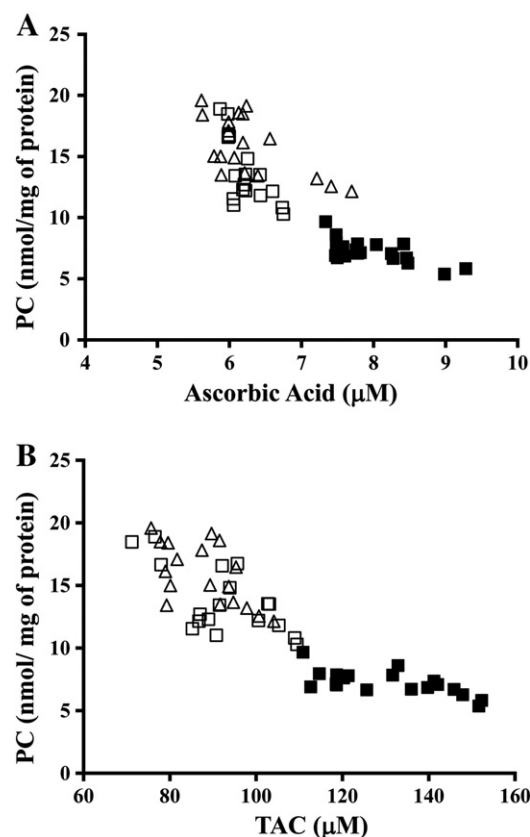 A
25
20
15
10
5
0
PC (nmol/mg of protein)
4 5 6 7 8 9 10
Ascorbic Acid (μM)
B
25
20
15
10
5
0
PC (nmol/ mg of protein)
60 80 100 120 140 160
TAC (μM)